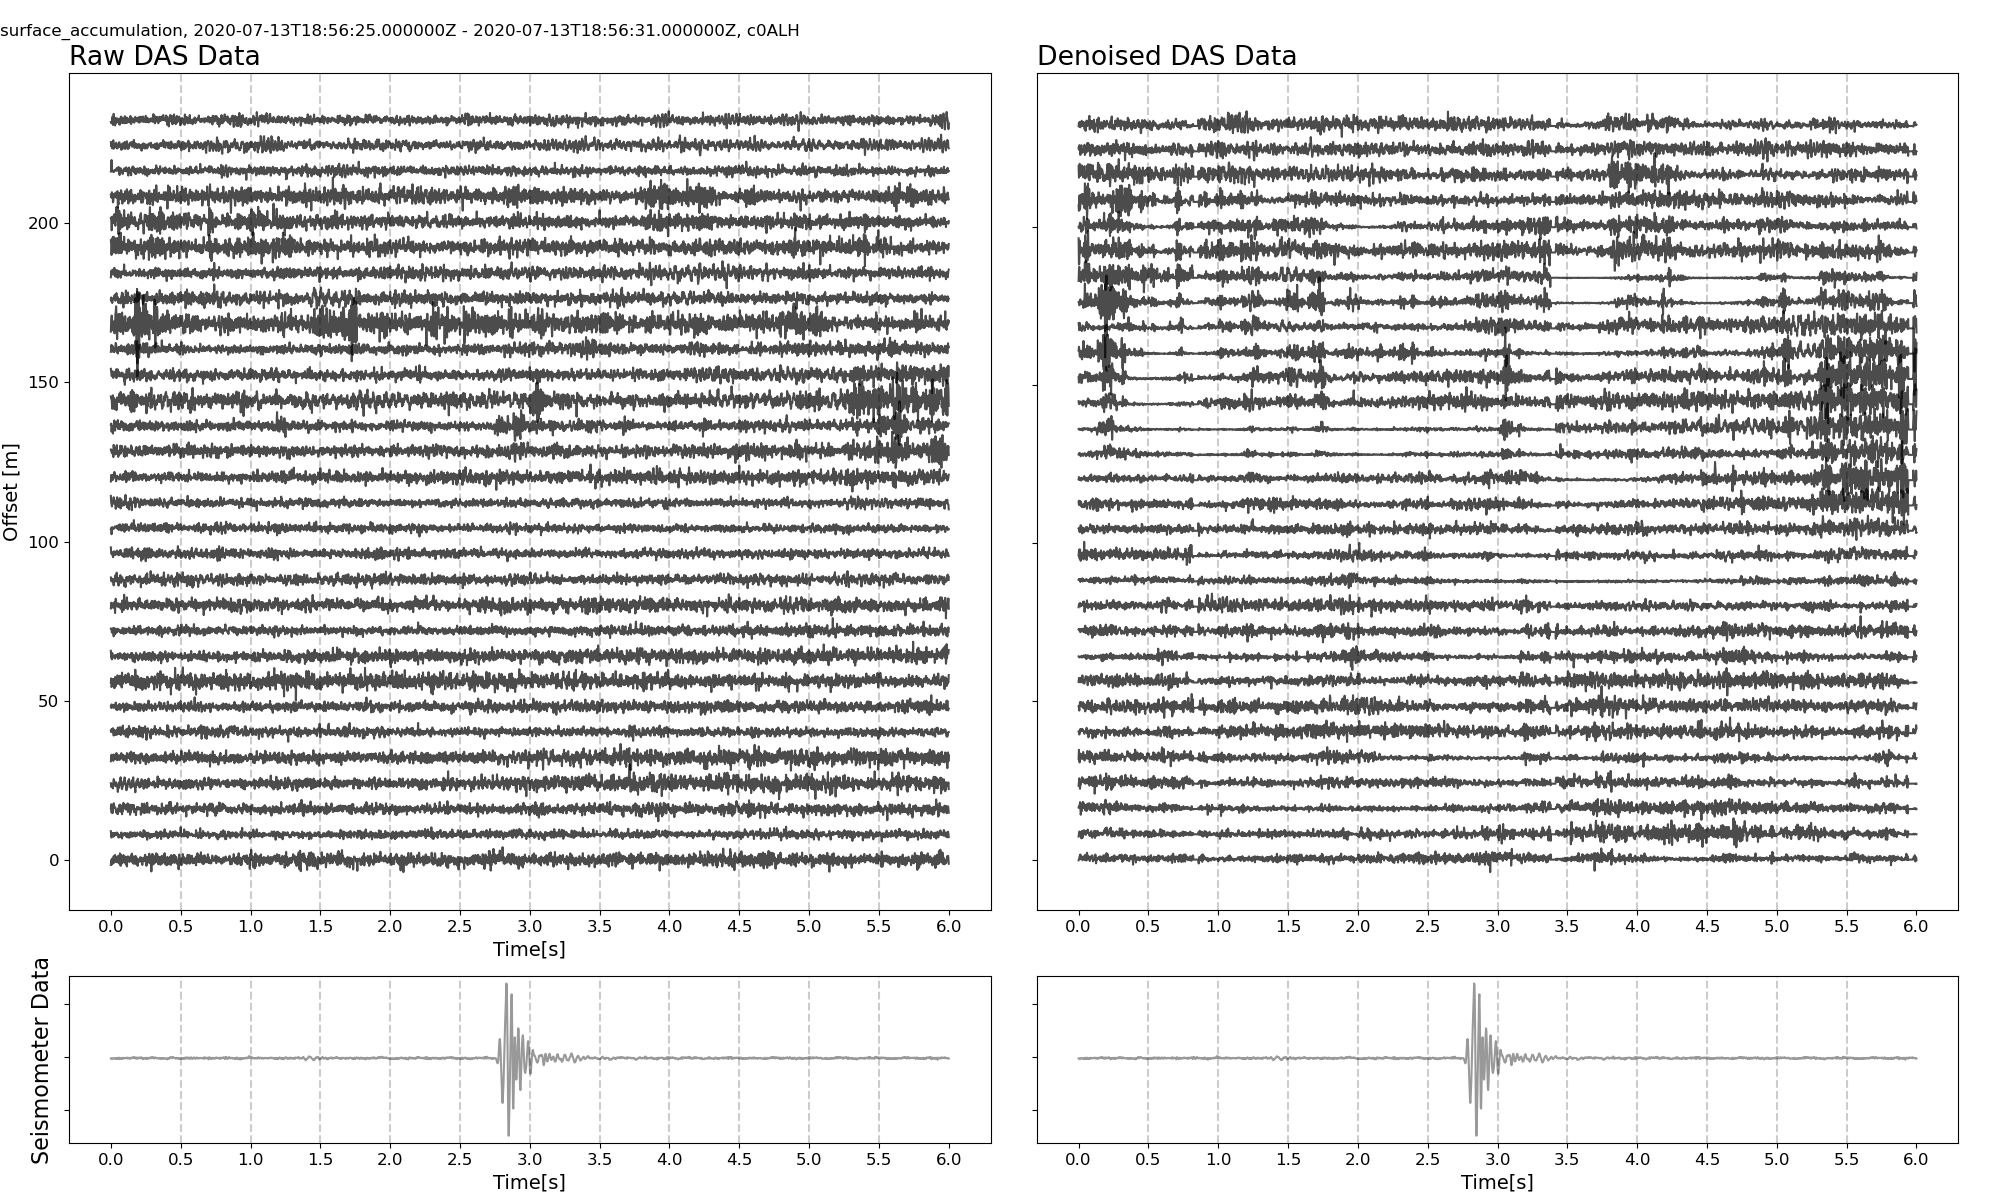 surface_accumulation, 2020-07-13T18:56:25.000000Z - 2020-07-13T18:56:31.000000Z, c0ALH
Raw DAS Data
Denoised DAS Data
Offset [m]
200
150
100
50
0
0.0 0.5 1.0 1.5 2.0 2.5 3.0 3.5 4.0 4.5 5.0 5.5 6.0
Time[s]
0.0 0.5 1.0 1.5 2.0 2.5 3.0 3.5 4.0 4.5 5.0 5.5 6.0
Seismometer Data
0.0 0.5 1.0 1.5 2.0 2.5 3.0 3.5 4.0 4.5 5.0 5.5 6.0
Time[s]
0.0 0.5 1.0 1.5 2.0 2.5 3.0 3.5 4.0 4.5 5.0 5.5 6.0
Time[s]